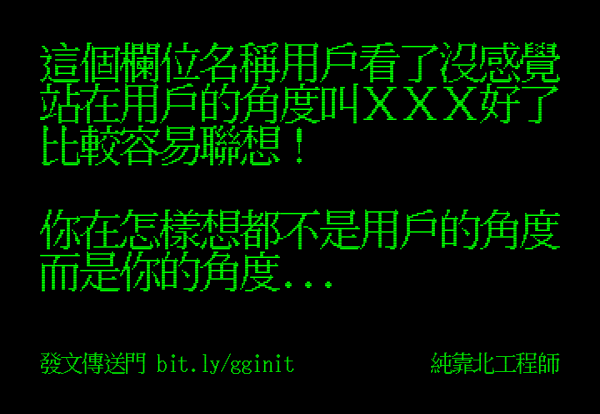 這個欄位名稱用戶看了沒感覺
站在用戶的角度叫ＸＸＸ好了
比較容易聯想！
你在怎樣想都不是用戶的角度
而是你的角度...
發文傳送門 bit.ly/gginit
純靠北工程師